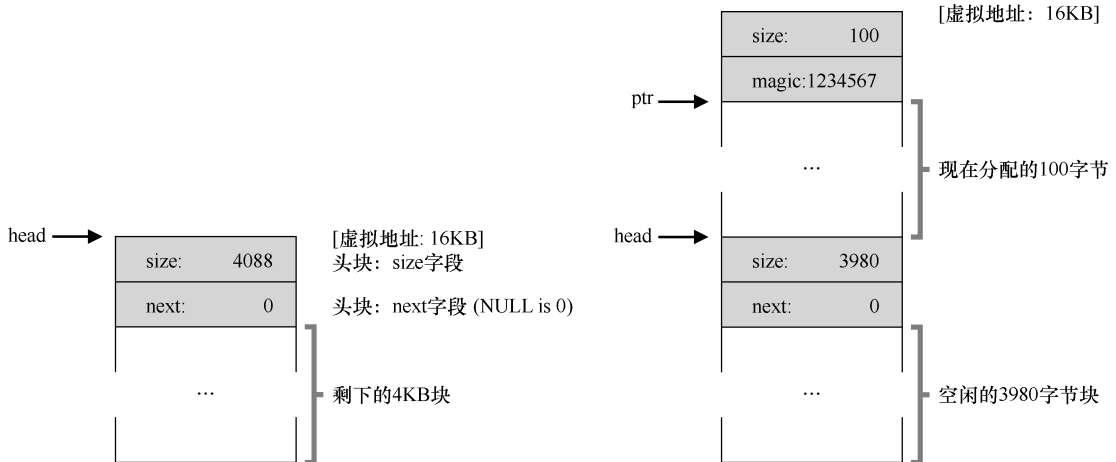 head
[虚拟地址: 16KB]
size: 4088
头块：size字段
next: 0
头块：next字段 (NULL is 0)
...
剩下的4KB块
[虚拟地址：16KB]
size: 100
magic:1234567
ptr
...
现在分配的100字节
head
size: 3980
next: 0
...
空闲的3980字节块